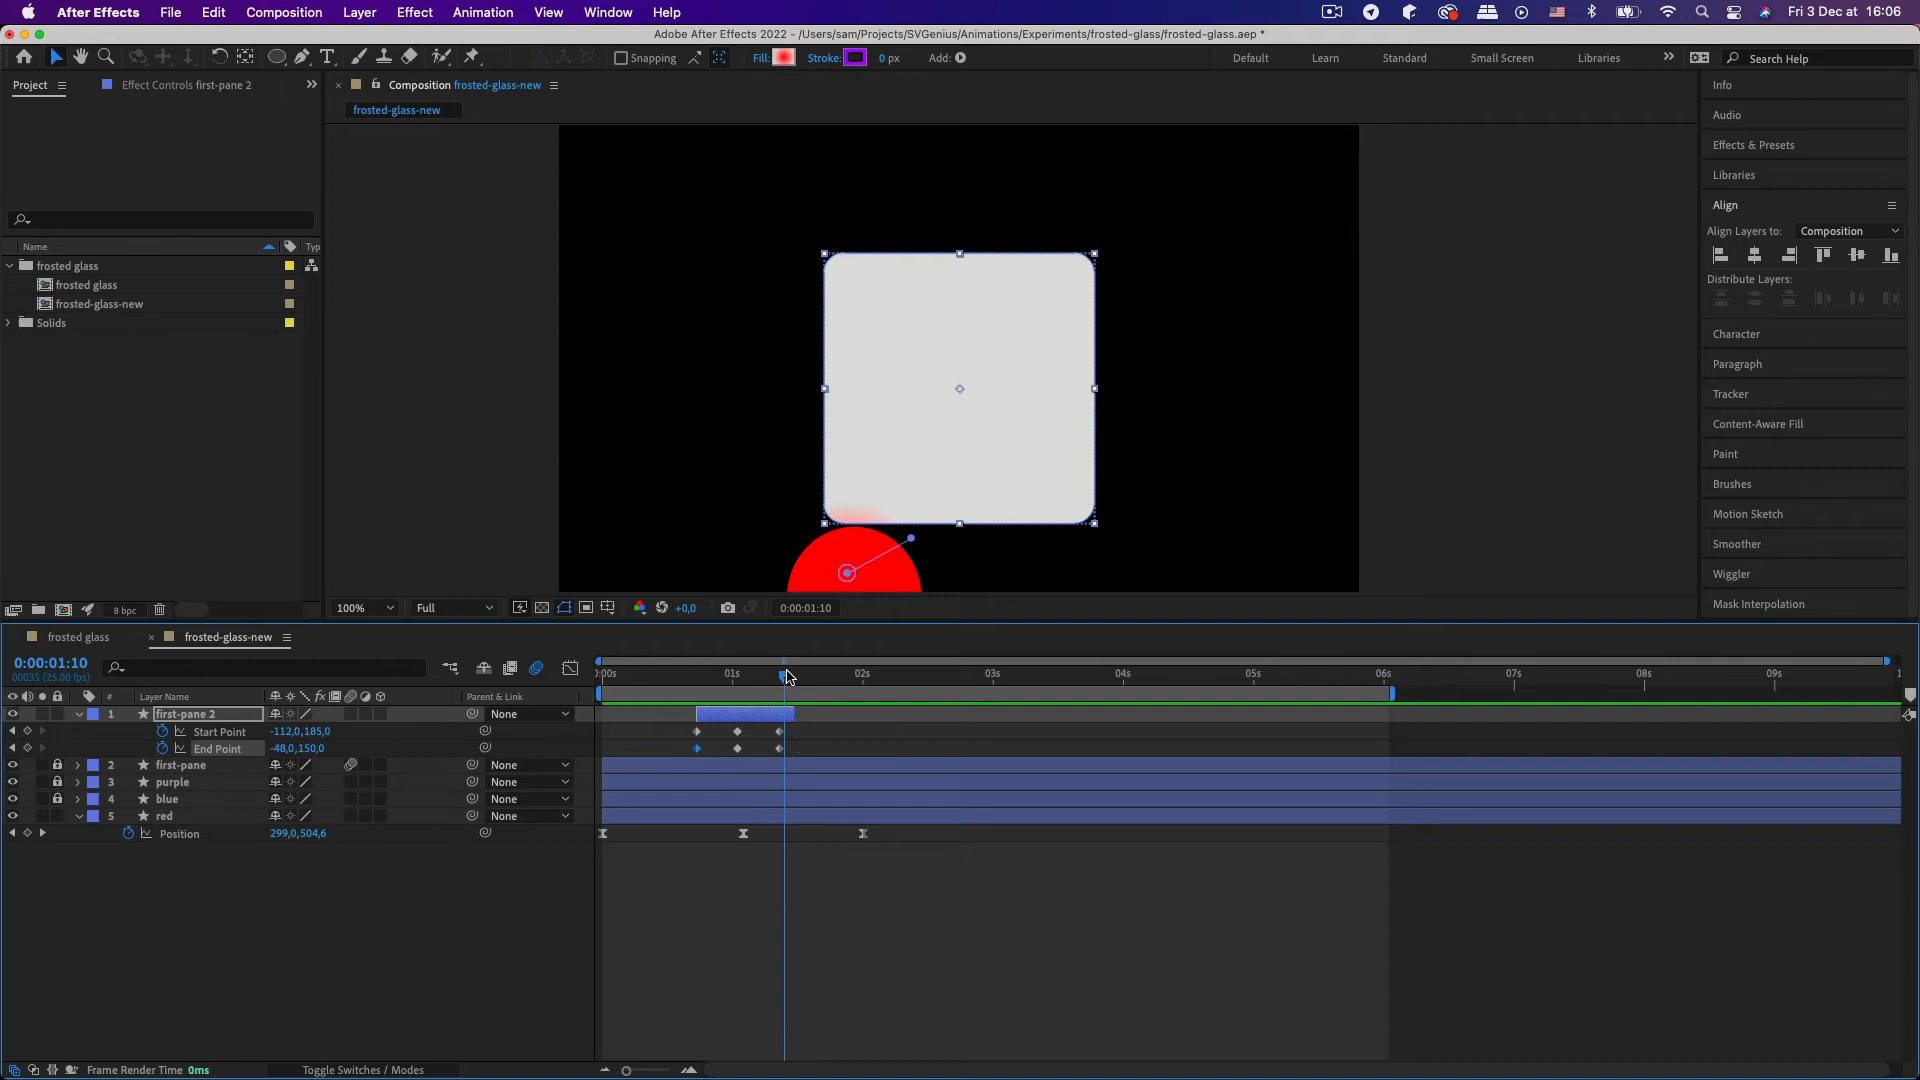 After Effects File Edit Composition Layer Effect Animation View Window Help Fri 3 Dec at 16:06
Adobe After Effects 2022 - /Users/sam/Projects/SVGenius/Animations/Experiments/frosted-glass/frosted-glass.aep *
Snapping Fill: Stroke: 0 px Add: Default Learn Standard Small Screen Libraries Search Help
Project Effect Controls first-pane 2 Composition frosted-glass-new
frosted-glass-new
Info
Audio
Effects & Presets
Libraries
Align
Align Layers to: Composition
Distribute Layers:
Character
Paragraph
Tracker
Content-Aware Fill
Paint
Brushes
Motion Sketch
Smoother
Wiggler
Mask Interpolation
Name Typ
frosted glass
frosted glass
frosted-glass-new
Solids
8 bpc
100% Full +0,0 0:00:01:10
frosted glass frosted-glass-new
0:00:01:10
00035 (25.00 fps)
0:00s 01s 02s 03s 04s 05s 06s 07s 08s 09s 1
# Layer Name Parent & Link
1 first-pane 2 None
Start Point -112,0,185,0
End Point -48,0,150,0
2 first-pane None
3 purple None
4 blue None
5 red None
Position 299,0,504,6
Frame Render Time 0ms Toggle Switches / Modes